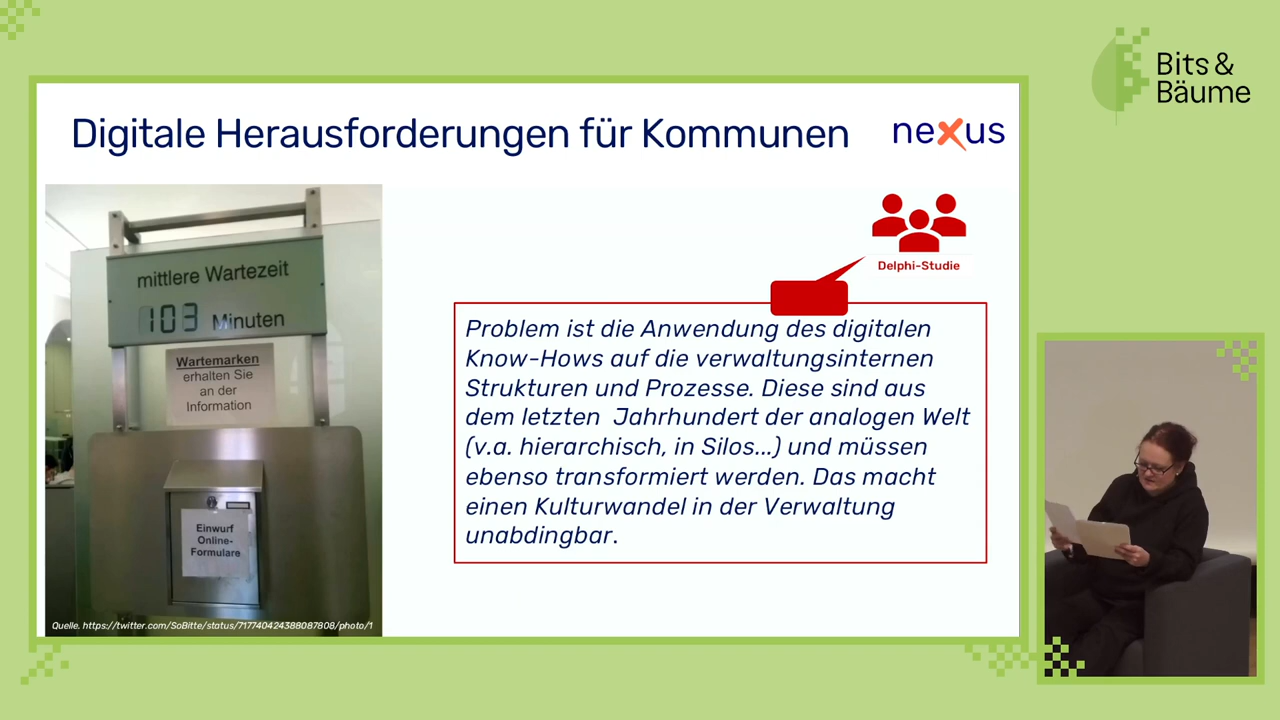 Bits &
Bäume
Digitale Herausforderungen für Kommunen
nexus
mittlere Wartezeit
103 Minuten
Wartemarken
erhalten Sie
an der
Information
Einwurf
Online-
Formulare
Quelle. https://twitter.com/SoBitte/status/717740424388087808/photo/1
Delphi-Studie
Problem ist die Anwendung des digitalen
Know-Hows auf die verwaltungsinternen
Strukturen und Prozesse. Diese sind aus
dem letzten Jahrhundert der analogen Welt
(v.a. hierarchisch, in Silos...) und müssen
ebenso transformiert werden. Das macht
einen Kulturwandel in der Verwaltung
unabdingbar.